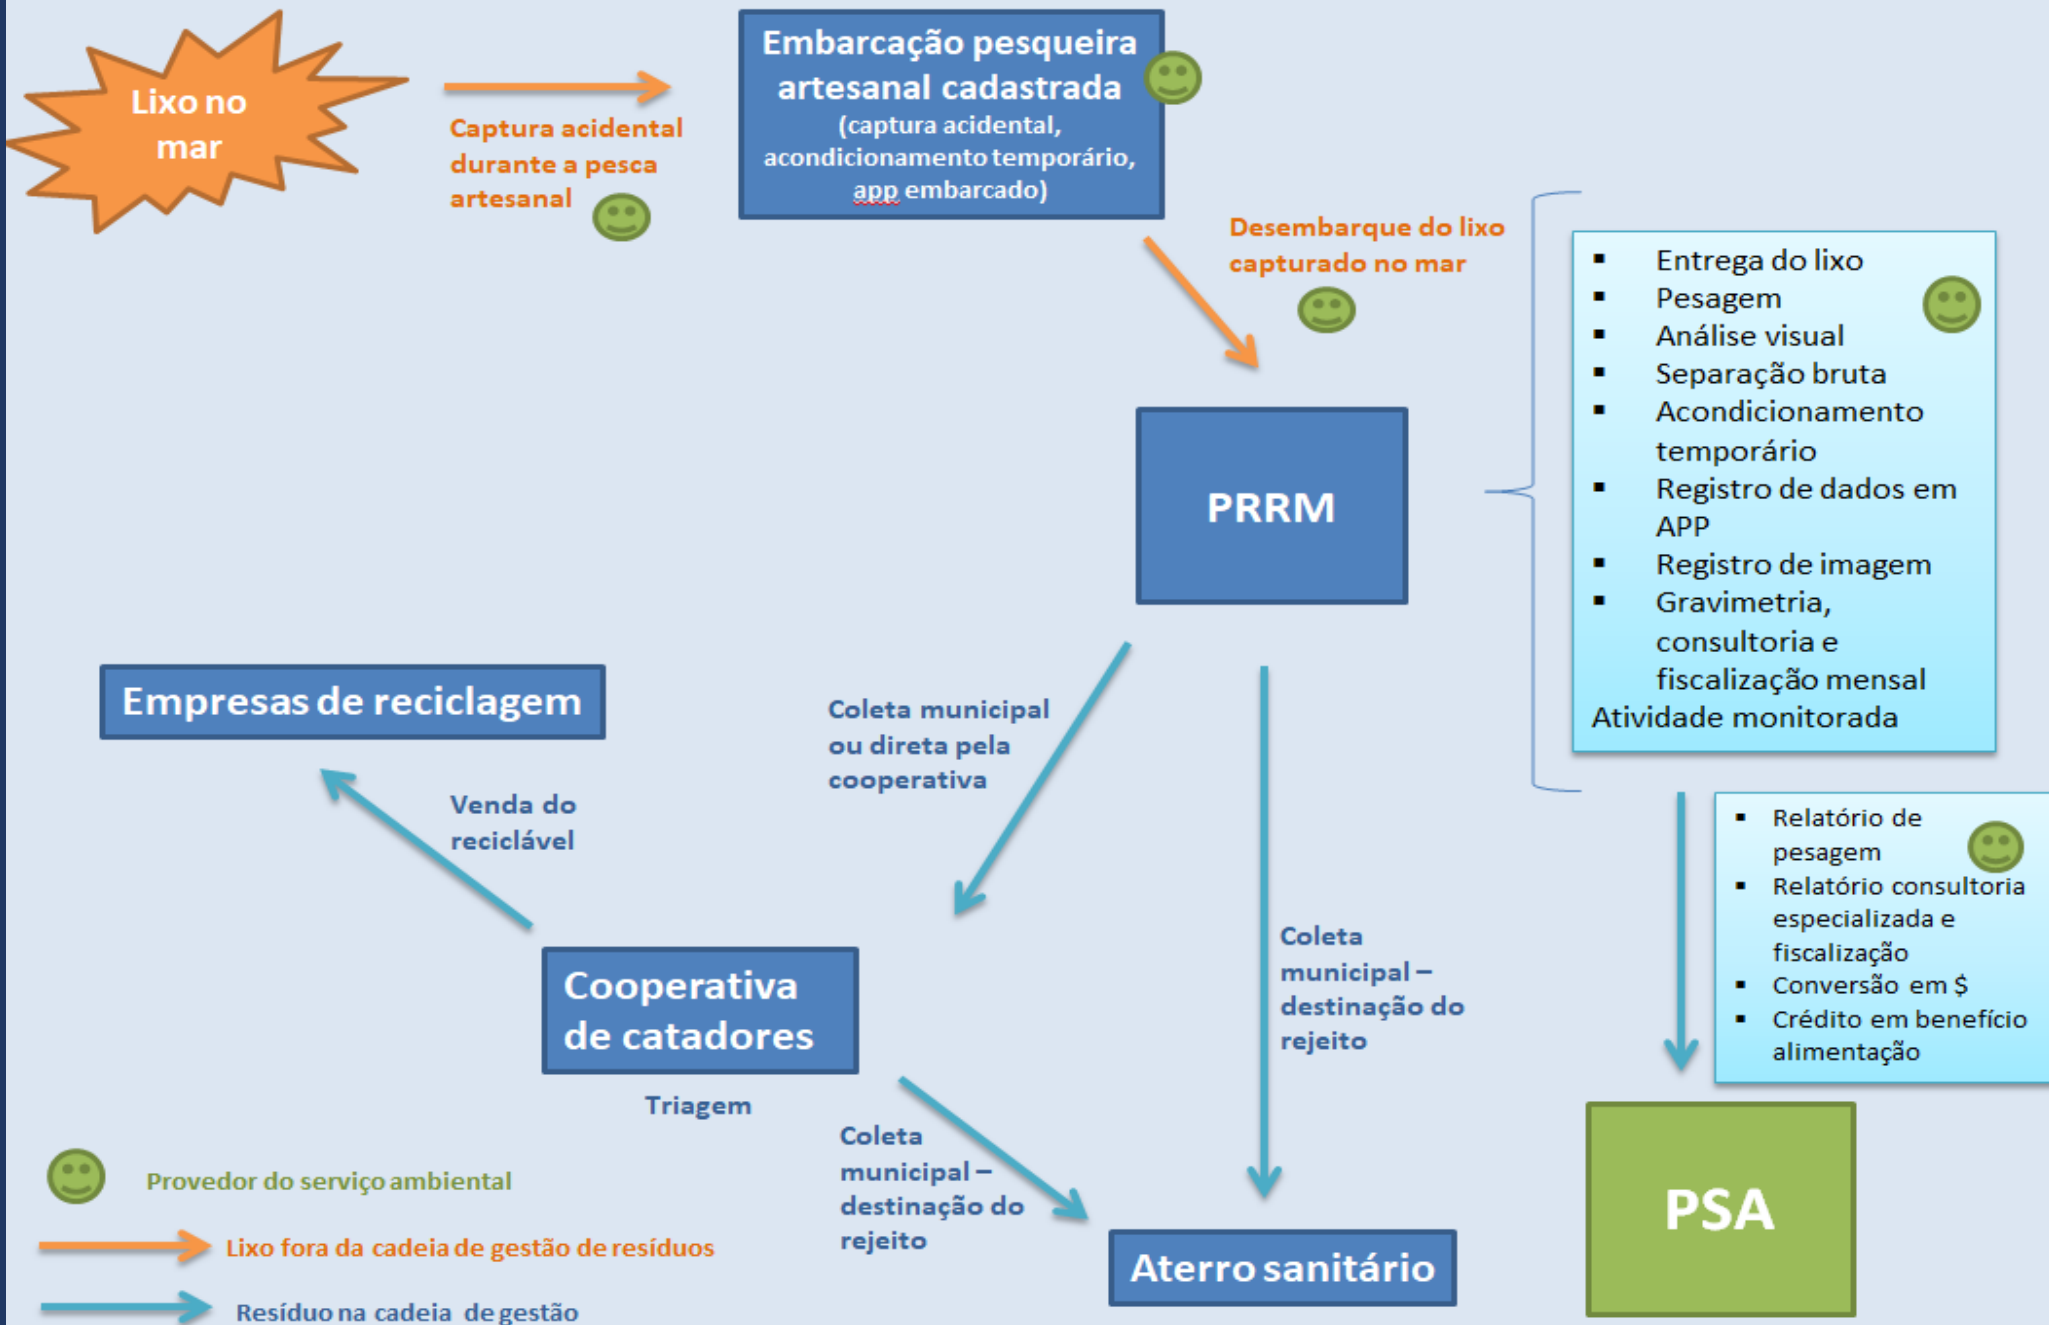 Lixo no
mar
Captura acidental
durante a pesca
artesanal
Embarcação pesqueira
artesanal cadastrada
(captura acidental,
acondicionamento temporário,
app embarcado)
Desembarque do lixo
capturado no mar
▪ Entrega do lixo
▪ Pesagem
▪ Análise visual
▪ Separação bruta
▪ Acondicionamento
temporário
▪ Registro de dados em
APP
▪ Registro de imagem
▪ Gravimetria,
consultoria e
fiscalização mensal
Atividade monitorada
PRRM
Empresas de reciclagem
Coleta municipal
ou direta pela
cooperativa
Venda do
reciclável
▪ Relatório de
pesagem
▪ Relatório consultoria
especializada e
fiscalização
▪ Conversão em $
▪ Crédito em benefício
alimentação
Coleta
municipal –
destinação do
rejeito
Cooperativa
de catadores
Triagem
Coleta
municipal –
destinação do
rejeito
PSA
Aterro sanitário
Provedor do serviço ambiental
Lixo fora da cadeia de gestão de resíduos
Resíduo na cadeia de gestão